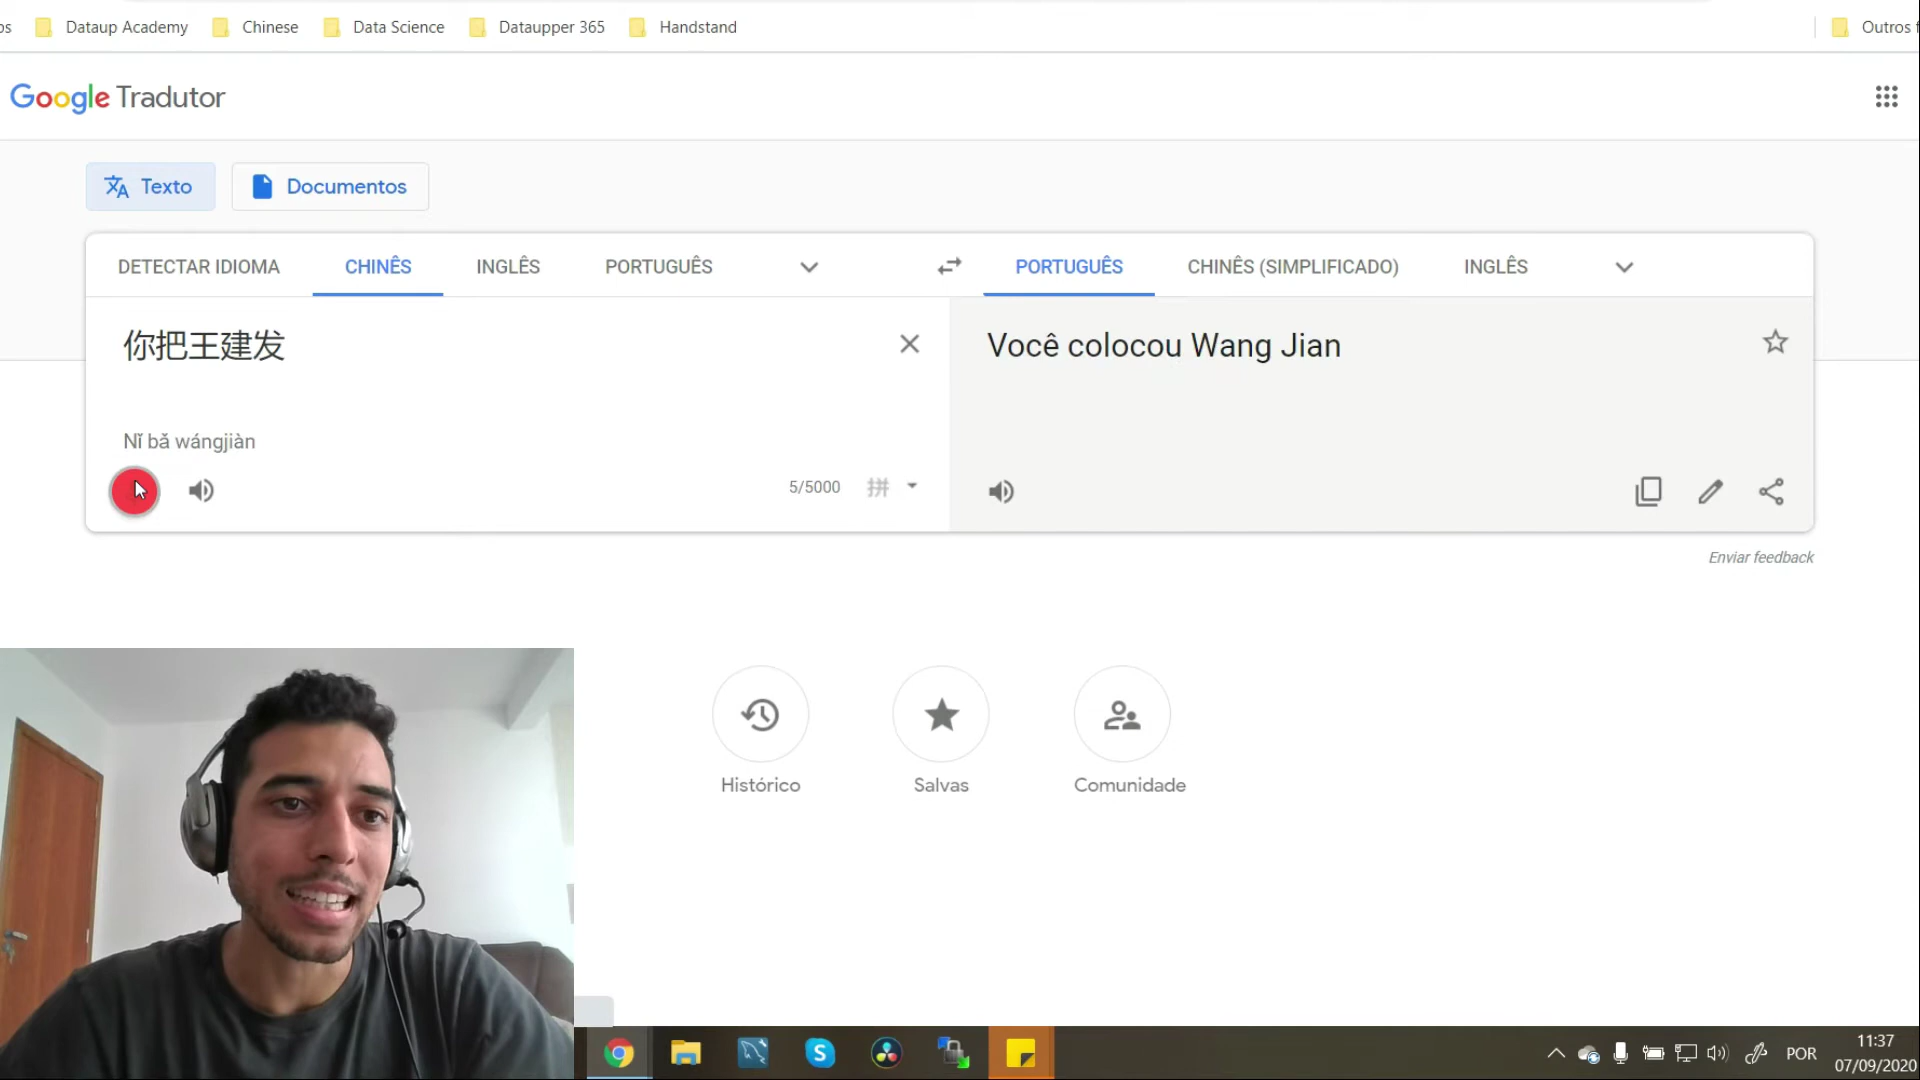 os Dataup Academy Chinese Data Science Dataupper 365 Handstand Outros f
Google Tradutor
Texto Documentos
DETECTAR IDIOMA CHINÊS INGLÊS PORTUGUÊS PORTUGUÊS CHINÊS (SIMPLIFICADO) INGLÊS
你把王建发 Você colocou Wang Jian
Nǐ bǎ wángjiàn
5/5000 拼
Enviar feedback
Histórico Salvas Comunidade
POR 11:37
07/09/2020